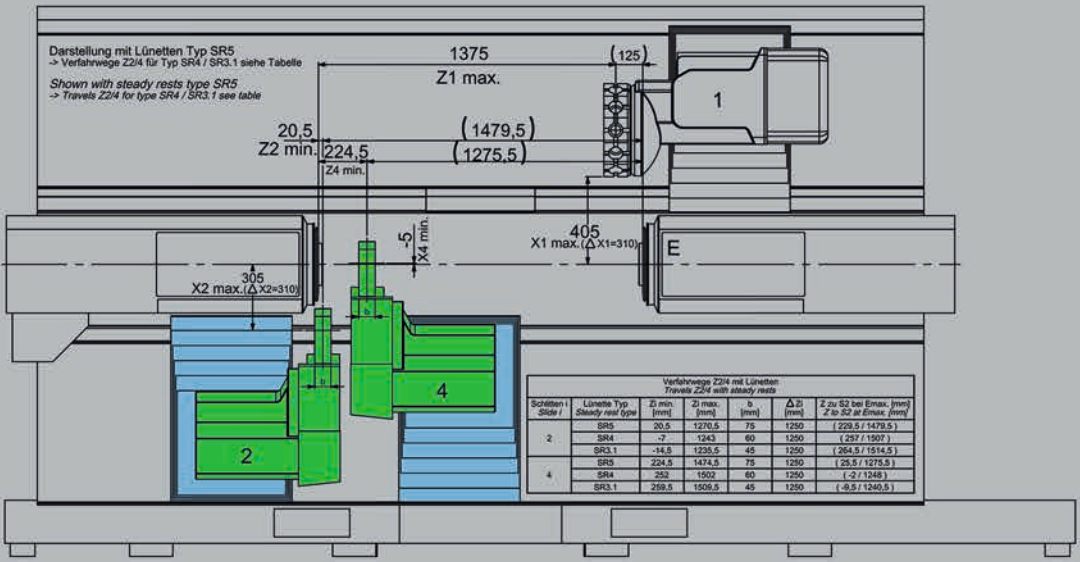 Darstellung mit Lünetten Typ SR5
-> Verfahrwege Z2/4 für Typ SR4 / SR3.1 siehe Tabelle
Shown with steady rests type SR5
-> Travels Z2/4 for type SR4 / SR3.1 see table
1375
(125)
Z1 max.
1
20,5
(1479,5)
Z2 min.
224,5
(1275,5)
Z4 min.
-5
X4 min.
405
X1 max.(ΔX1=310)
E
305
X2 max.(ΔX2=310)
b
b
4
2
Verfahrwege Z2/4 mit Lünetten
Travels Z2/4 with steady rests
Schlitten i Lünette Typ Zi min. Zi max. b ΔZi Z zu S2 bei Emax. [mm]
Slide i Steady rest type [mm] [mm] [mm] [mm] Z to S2 at Emax. [mm]
SR5 20,5 1270,5 75 1250 (229,5 / 1479,5)
2 SR4 -7 1243 60 1250 (257 / 1507)
SR3.1 -14,5 1235,5 45 1250 (264,5 / 1514,5)
SR5 224,5 1474,5 75 1250 (25,5 / 1275,5)
4 SR4 252 1502 60 1250 (-2 / 1248)
SR3.1 259,5 1509,5 45 1250 (-9,5 / 1240,5)